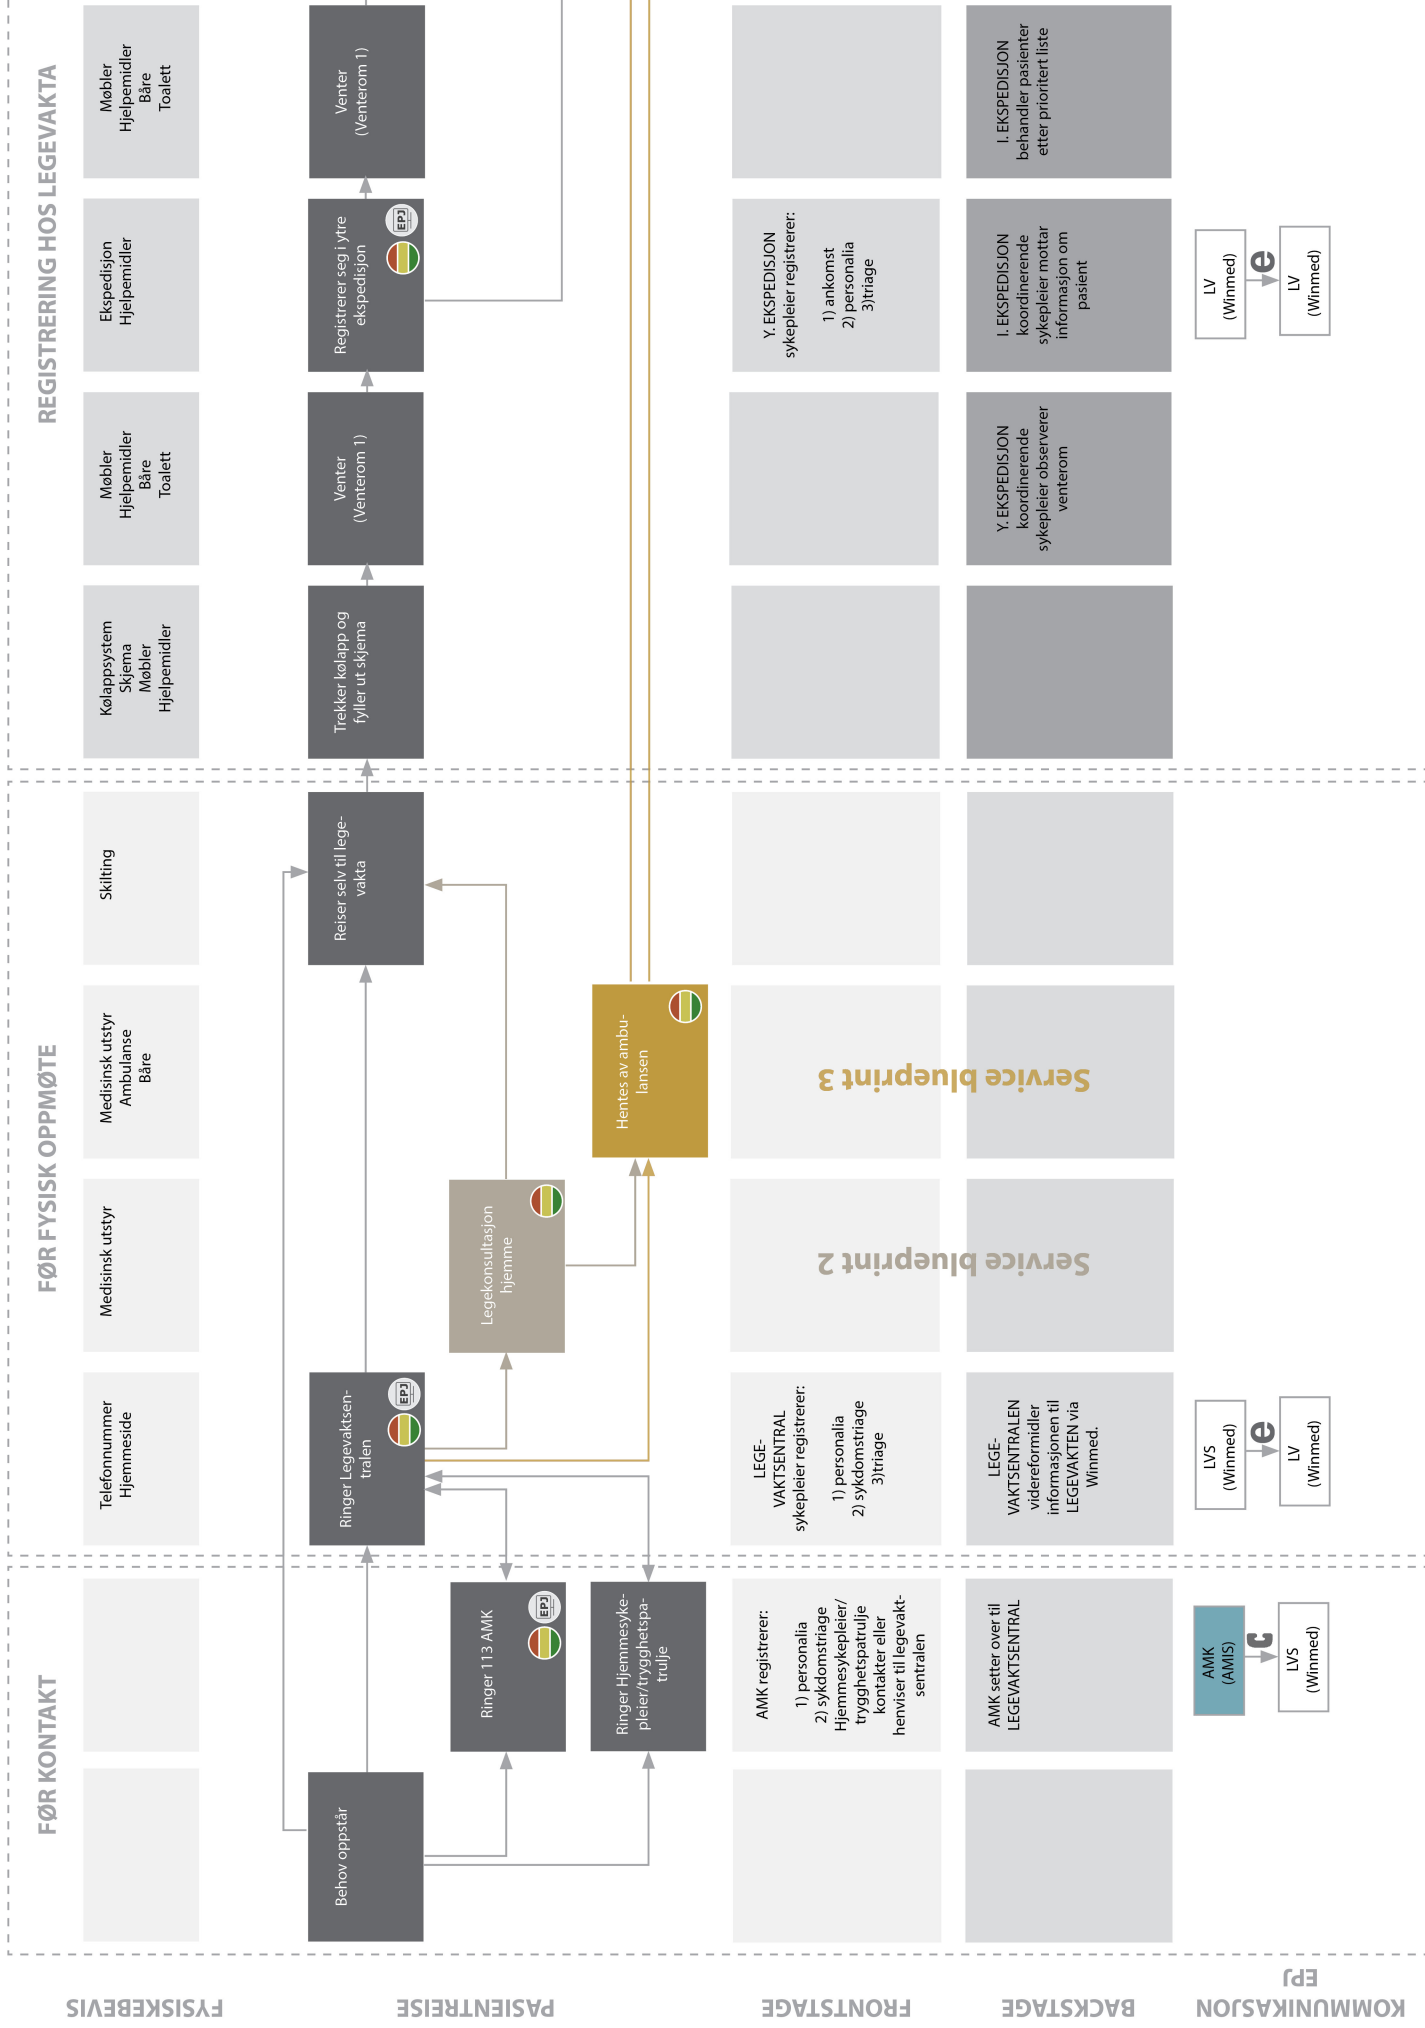 FØR KONTAKT
FØR FYSISK OPPMØTE
REGISTRERING HOS LEGEVAKTA
FYSISKEBEVIS
Telefonnummer
Hjemmeside
Medisinsk utstyr
Medisinsk utstyr
Ambulanse
Båre
Skilting
Kølappsystem
Skjema
Møbler
Hjelpemidler
Møbler
Hjelpemidler
Båre
Toalett
Ekspedisjon
Hjelpemidler
Møbler
Hjelpemidler
Båre
Toalett
PASIENTREISE
Behov oppstår
Ringer 113 AMK
EPJ
Ringer Hjemmesyke-
pleier/trygghetspa-
trulje
Ringer Legevaktsen-
tralen
EPJ
Legekonsultasjon
hjemme
Hentes av ambu-
lansen
Reiser selv til lege-
vakta
Trekker kølapp og
fyller ut skjema
Venter
(Venterom 1)
Registrerer seg i ytre
ekspedisjon
EPJ
Venter
(Venterom 1)
FRONTSTAGE
AMK registrerer:
1) personalia
2) sykdomstriage
Hjemmesykepleier/
trygghetspatrulje
kontakter eller
henviser til legevakt-
sentralen
LEGE-
VAKTSENTRAL
sykepleier registrerer:
1) personalia
2) sykdomstriage
3)triage
Service blueprint 2
Service blueprint 3
Y. EKSPEDISJON
sykepleier registrerer:
1) ankomst
2) personalia
3)triage
BACKSTAGE
AMK setter over til
LEGEVAKTSENTRAL
LEGE-
VAKTSENTRALEN
videreformidler
informasjonen til
LEGEVAKTEN via
Winmed.
Y. EKSPEDISJON
koordinerende
sykepleier observerer
venterom
I. EKSPEDISJON
koordinerende
sykepleier mottar
informasjon om
pasient
I. EKSPEDISJON
behandler pasienter
etter prioritert liste
EPJ
KOMMUNIKASJON
AMK
(AMIS)
c
LVS
(Winmed)
LVS
(Winmed)
e
LV
(Winmed)
LV
(Winmed)
e
LV
(Winmed)